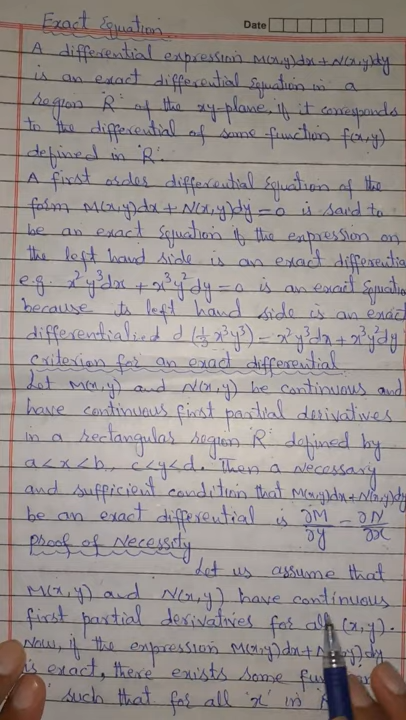 Exact Equation.
Date
A differential expression M(x,y)dx+N(x,y)dy
is an exact differential Equation in a
region 'R' of the xy-plane, if it corresponds
to the differential of some function f(x,y)
defined in 'R'.
A first order differential Equation of the
form M(x,y)dx + N(x,y)dy = 0 is said to
be an exact Equation if the expression on
the left hand side is an exact differentia
e.g. x²y³dx + x³y²dy = 0 is an exact Equatio
because its left hand side is an exact
differential i.e d(⅓x³y³) = x²y³dx + x³y²dy
criterion for an exact differential
Let M(x,y) and N(x,y) be continuous and
have continuous first partial derivatives
in a rectangular region 'R' defined by
a<x<b, c<y<d. Then a necessary
and sufficient condition that M(x,y)dx+N(x,y)dy
be an exact differential is ∂M/∂y = ∂N/∂x
Proof of Necessity
Let us assume that
M(x,y) and N(x,y) have continuous
first partial derivatives for all (x,y).
Now, if the expression M(x,y)dx+N(x,y)dy
is exact, there exists some
such that for all 'x' in